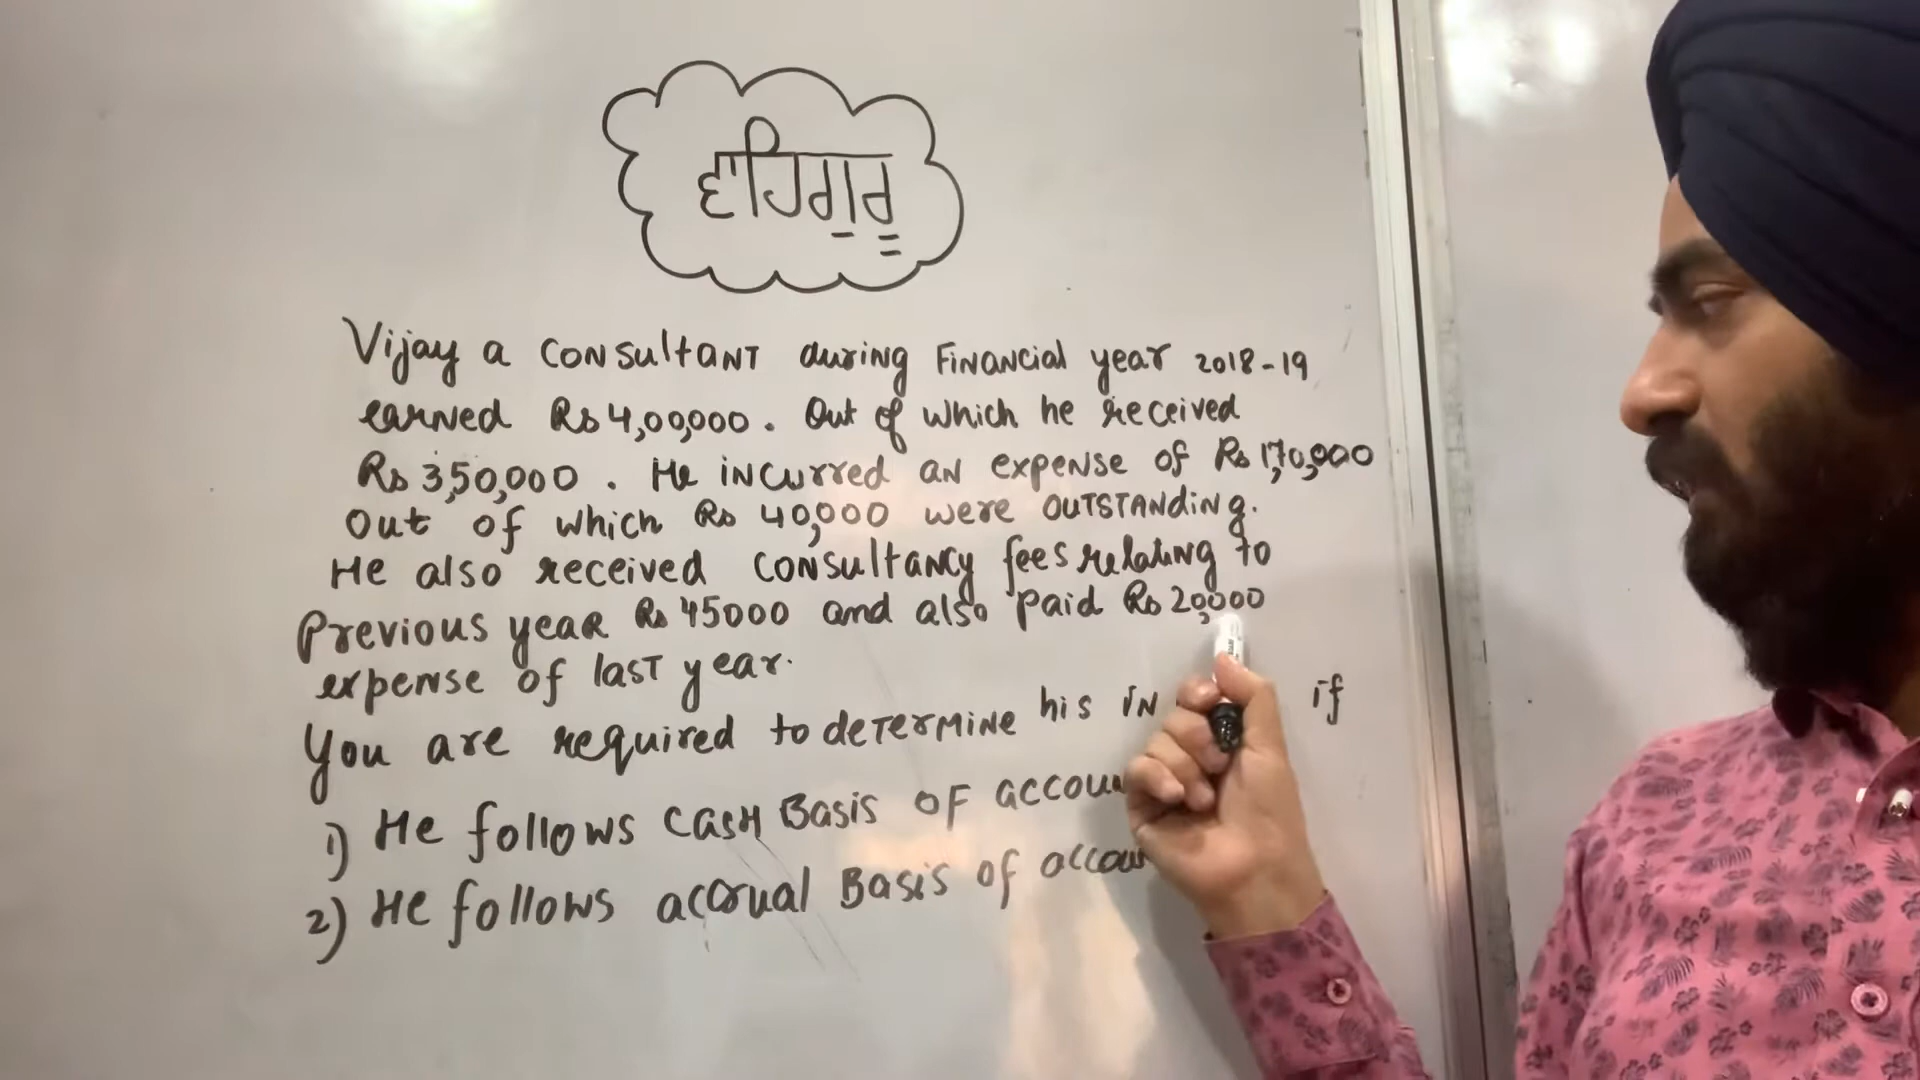 ਵਾਹਿਗੁਰੂ
Vijay a consultant during Financial year 2018-19
earned Rs 4,00,000. Out of which he received
Rs 3,50,000. He incurred an expense of Rs 1,70,000
out of which Rs 40,000 were outstanding.
He also received consultancy fees relating to
Previous year Rs 45000 and also paid Rs 20,000
expense of last year.
You are required to determine his if
1) He follows cash Basis of
2) He follows accrual Basis of